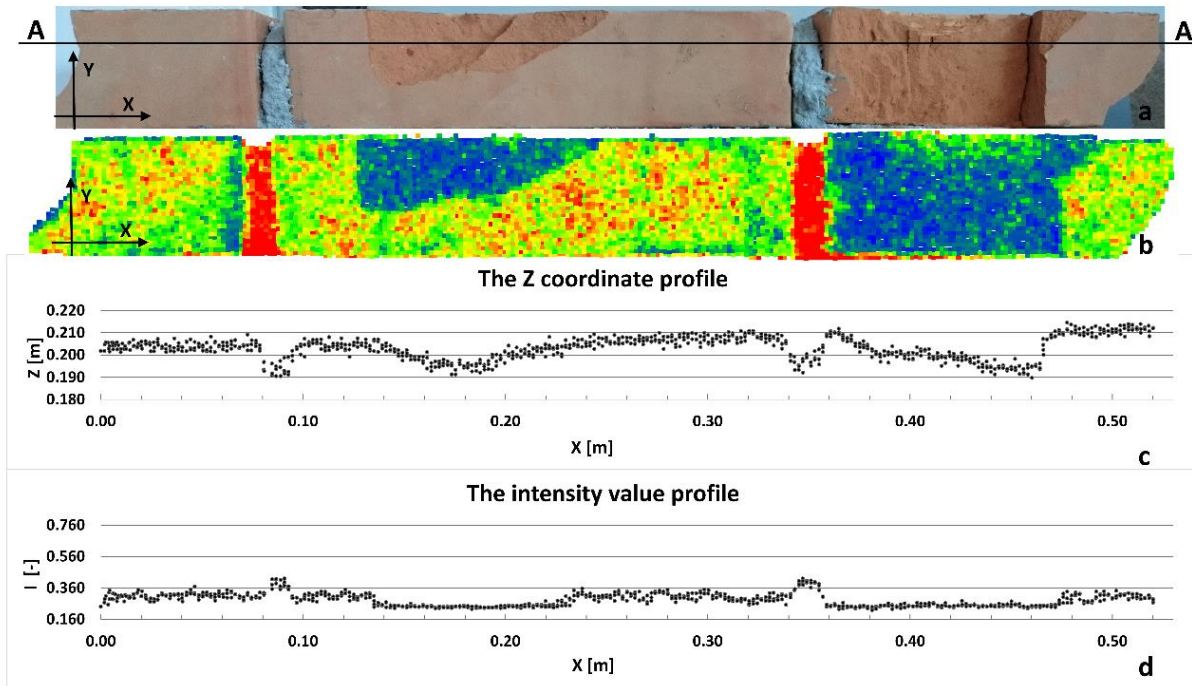 A A
Y
X
a
Y
X
b
The Z coordinate profile
0.220
0.210
0.200
0.190
0.180
Z [m]
0.00 0.10 0.20 0.30 0.40 0.50
X [m]
c
The intensity value profile
0.760
0.560
0.360
0.160
I [-]
0.00 0.10 0.20 0.30 0.40 0.50
X [m]
d